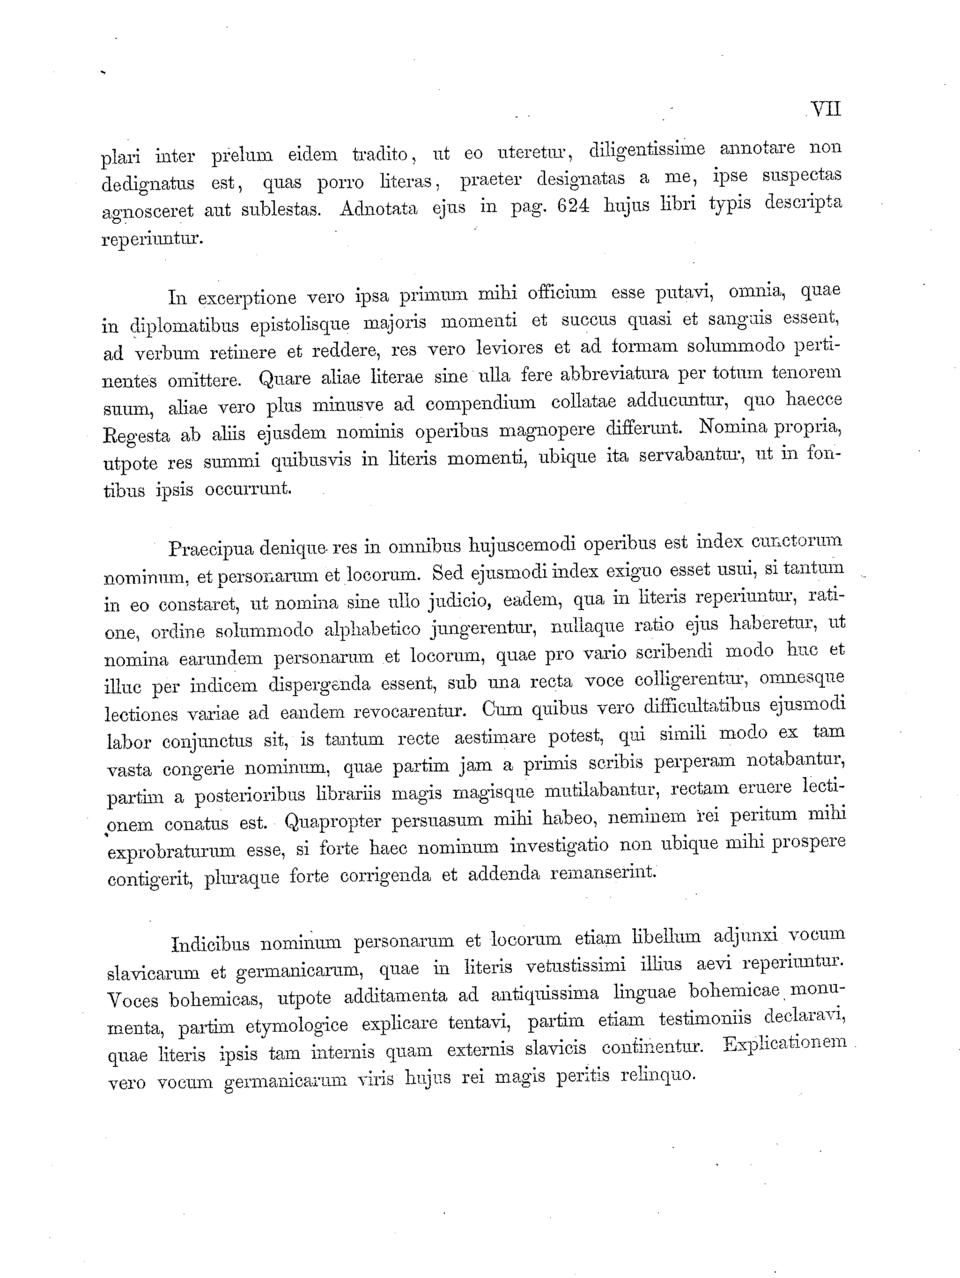 VII
plari inter prelum eidem tradito, ut eo uteretur, diligentissime annotare non
dedignatus est, quas porro literas, praeter designatas a me, ipse suspectas
agnosceret aut sublestas. Adnotata ejus in pag. 624 hujus libri typis descripta
reperiuntur.
In excerptione vero ipsa primum mihi officium esse putavi, omnia, quae
in diplomatibus epistolisque majoris momenti et succus quasi et sanguis essent,
ad verbum retinere et reddere, res vero leviores et ad formam solummodo perti-
nentes omittere. Quare aliae literae sine ulla fere abbreviatura per totum tenorem
suum, aliae vero plus minusve ad compendium collatae adducuntur, quo haecce
Regesta ab aliis ejusdem nominis operibus magnopere differunt. Nomina propria,
utpote res summi quibusvis in literis momenti, ubique ita servabantur, ut in fon-
tibus ipsis occurrunt.
Praecipua denique res in omnibus hujuscemodi operibus est index cunctorum
nominum, et personarum et locorum. Sed ejusmodi index exiguo esset usui, si tantum
in eo constaret, ut nomina sine ullo judicio, eadem, qua in literis reperiuntur, rati-
one, ordine solummodo alphabetico jungerentur, nullaque ratio ejus haberetur, ut
nomina earundem personarum et locorum, quae pro vario scribendi modo huc et
illuc per indicem dispergenda essent, sub una recta voce colligerentur, omnesque
lectiones variae ad eandem revocarentur. Cum quibus vero difficultatibus ejusmodi
labor conjunctus sit, is tantum recte aestimare potest, qui simili modo ex tam
vasta congerie nominum, quae partim jam a primis scribis perperam notabantur,
partim a posterioribus librariis magis magisque mutilabantur, rectam eruere lecti-
onem conatus est. Quapropter persuasum mihi habeo, neminem rei peritum mihi
exprobraturum esse, si forte haec nominum investigatio non ubique mihi prospere
contigerit, pluraque forte corrigenda et addenda remanserint.
Indicibus nominum personarum et locorum etiam libellum adjunxi vocum
slavicarum et germanicarum, quae in literis vetustissimi illius aevi reperiuntur.
Voces bohemicas, utpote additamenta ad antiquissima linguae bohemicae monu-
menta, partim etymologice explicare tentavi, partim etiam testimoniis declaravi,
quae literis ipsis tam internis quam externis slavicis continentur. Explicationem
vero vocum germanicarum viris hujus rei magis peritis relinquo.